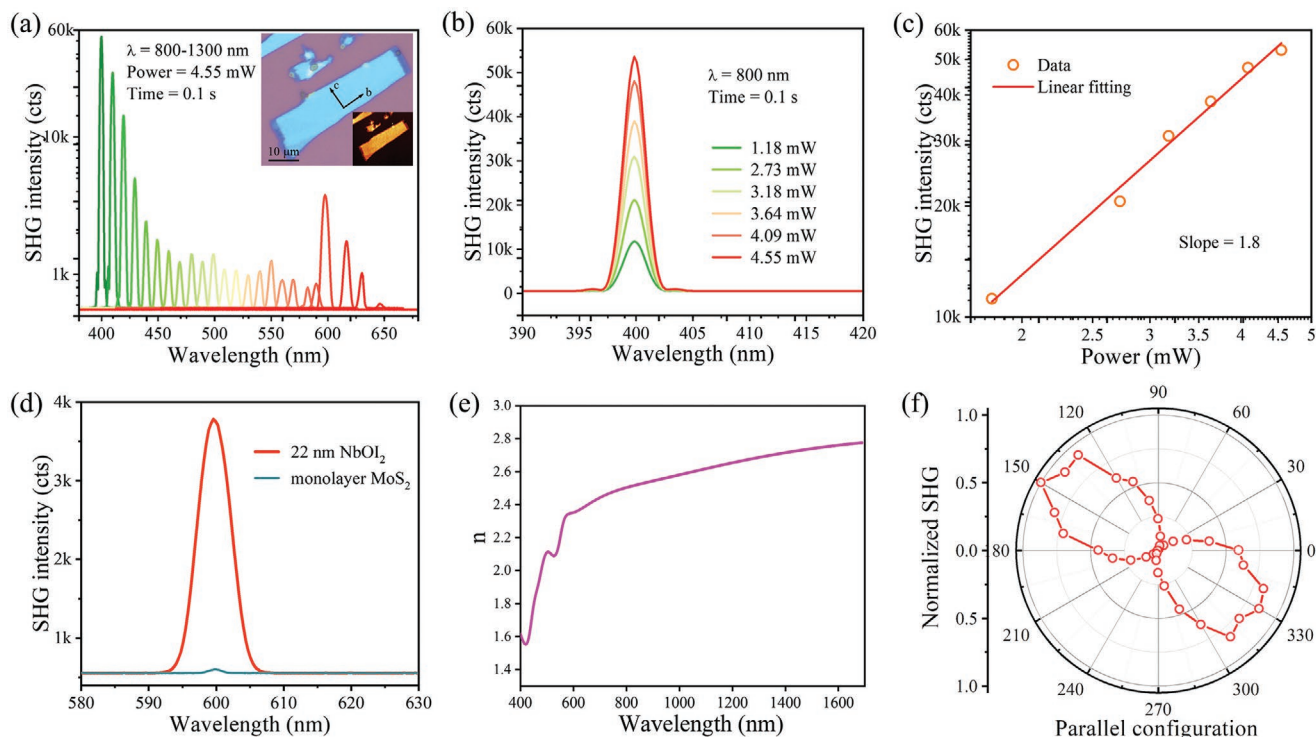 (a)
60k
10k
1k
SHG intensity (cts)
λ = 800-1300 nm
Power = 4.55 mW
Time = 0.1 s
c
b
10 μm
400 450 500 550 600 650
Wavelength (nm)
(b)
60k
50k
40k
30k
20k
10k
0
SHG intensity (cts)
λ = 800 nm
Time = 0.1 s
1.18 mW
2.73 mW
3.18 mW
3.64 mW
4.09 mW
4.55 mW
390 395 400 405 410 415 420
Wavelength (nm)
(c)
60k
50k
40k
30k
20k
10k
SHG intensity (cts)
Data
Linear fitting
Slope = 1.8
2 2.5 3 3.5 4 4.5 5
Power (mW)
(d)
4k
3k
2k
1k
SHG intensity (cts)
22 nm NbOI₂
monolayer MoS₂
580 590 600 610 620 630
Wavelength (nm)
(e)
3.0
2.8
2.6
2.4
2.2
2.0
1.8
1.6
1.4
n
400 600 800 1000 1200 1400 1600
Wavelength (nm)
(f)
1.0
0.5
0.0
0.5
1.0
Normalized SHG
90
120 60
150 30
80 0
210 330
240 300
270
Parallel configuration